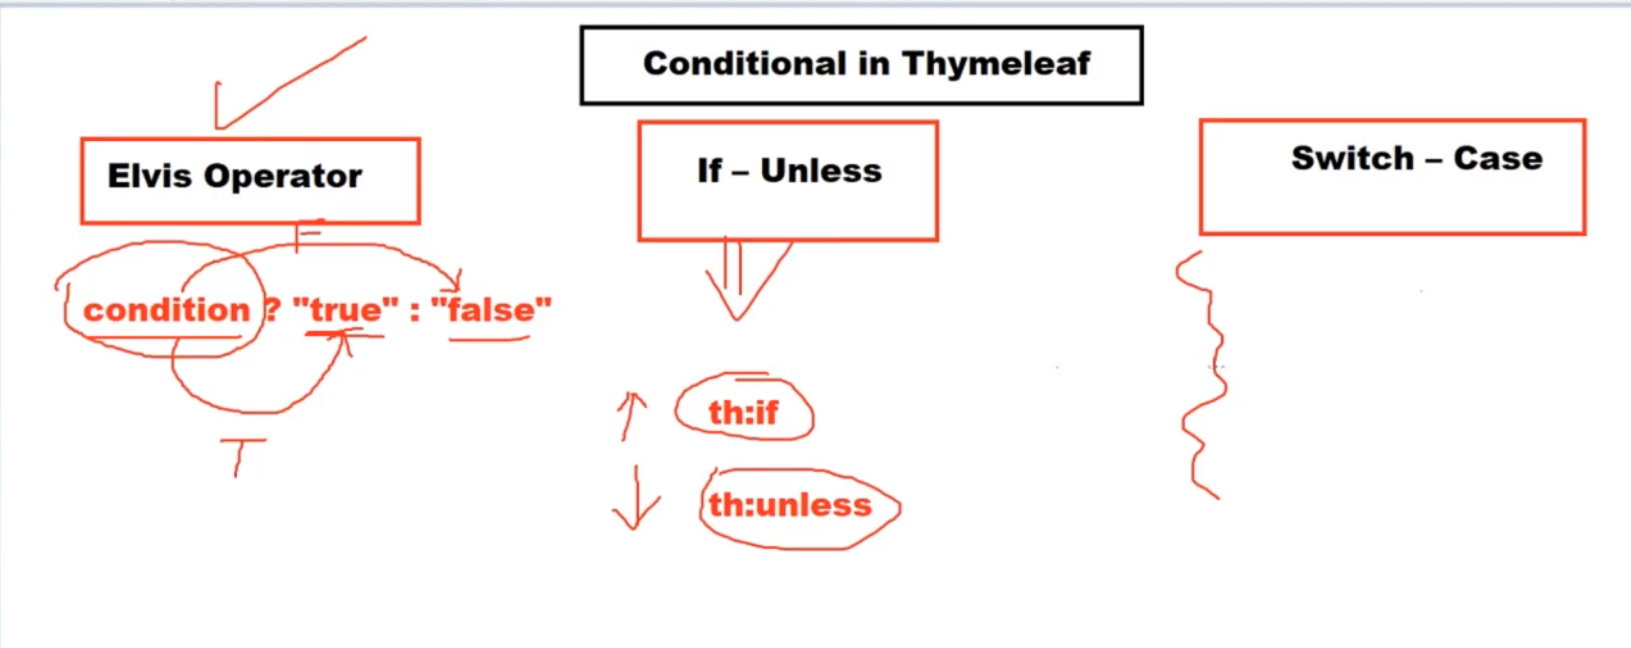 Conditional in Thymeleaf
Elvis Operator
If – Unless
Switch – Case
F
condition ? "true" : "false"
T
th:if
th:unless